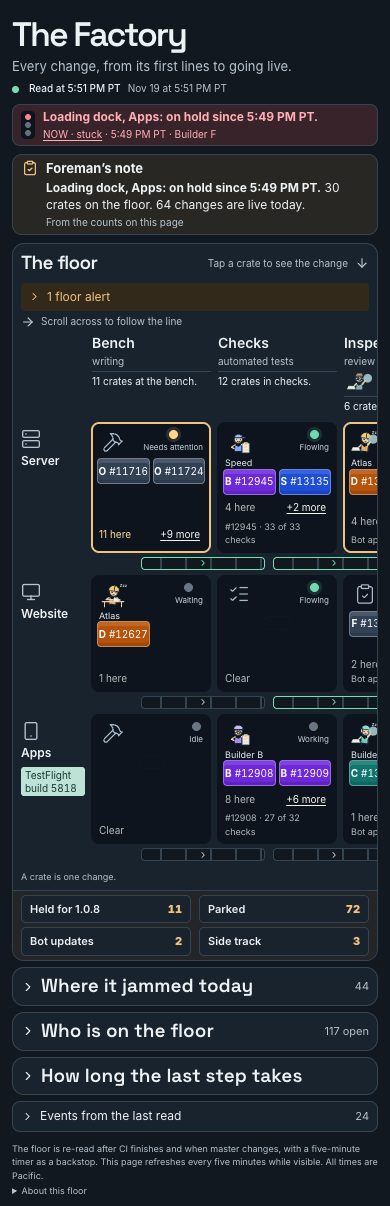 The Factory
Every change, from its first lines to going live.
Read at 5:51 PM PT Nov 19 at 5:51 PM PT
Loading dock, Apps: on hold since 5:49 PM PT.
NOW · stuck · 5:49 PM PT · Builder F
Foreman's note
Loading dock, Apps: on hold since 5:49 PM PT. 30
crates on the floor. 64 changes are live today.
From the counts on this page
The floor
Tap a crate to see the change ↓
1 floor alert
→ Scroll across to follow the line
Bench Checks Inspe
writing automated tests review
11 crates at the bench. 12 crates in checks.
6 crate
Server
Needs attention
O #11716 O #11724
11 here +9 more
Flowing
Speed
B #12945 S #13135
4 here +2 more
#12945 · 33 of 33
checks
Atlas
D #13
4 here
Bot ap
Website
Waiting
Atlas
D #12627
1 here
Flowing
Clear
F #13
2 here
Bot ap
Apps
TestFlight
build 5818
Idle
Clear
Working
Builder B
B #12908 B #12909
8 here +6 more
#12908 · 27 of 32
checks
Builde
C #13
1 here
Bot ap
A crate is one change.
Held for 1.0.8 11 Parked 72
Bot updates 2 Side track 3
Where it jammed today 44
Who is on the floor 117 open
How long the last step takes
Events from the last read 24
The floor is re-read after CI finishes and when master changes, with a five-minute
timer as a backstop. This page refreshes every five minutes while visible. All times are
Pacific.
About this floor